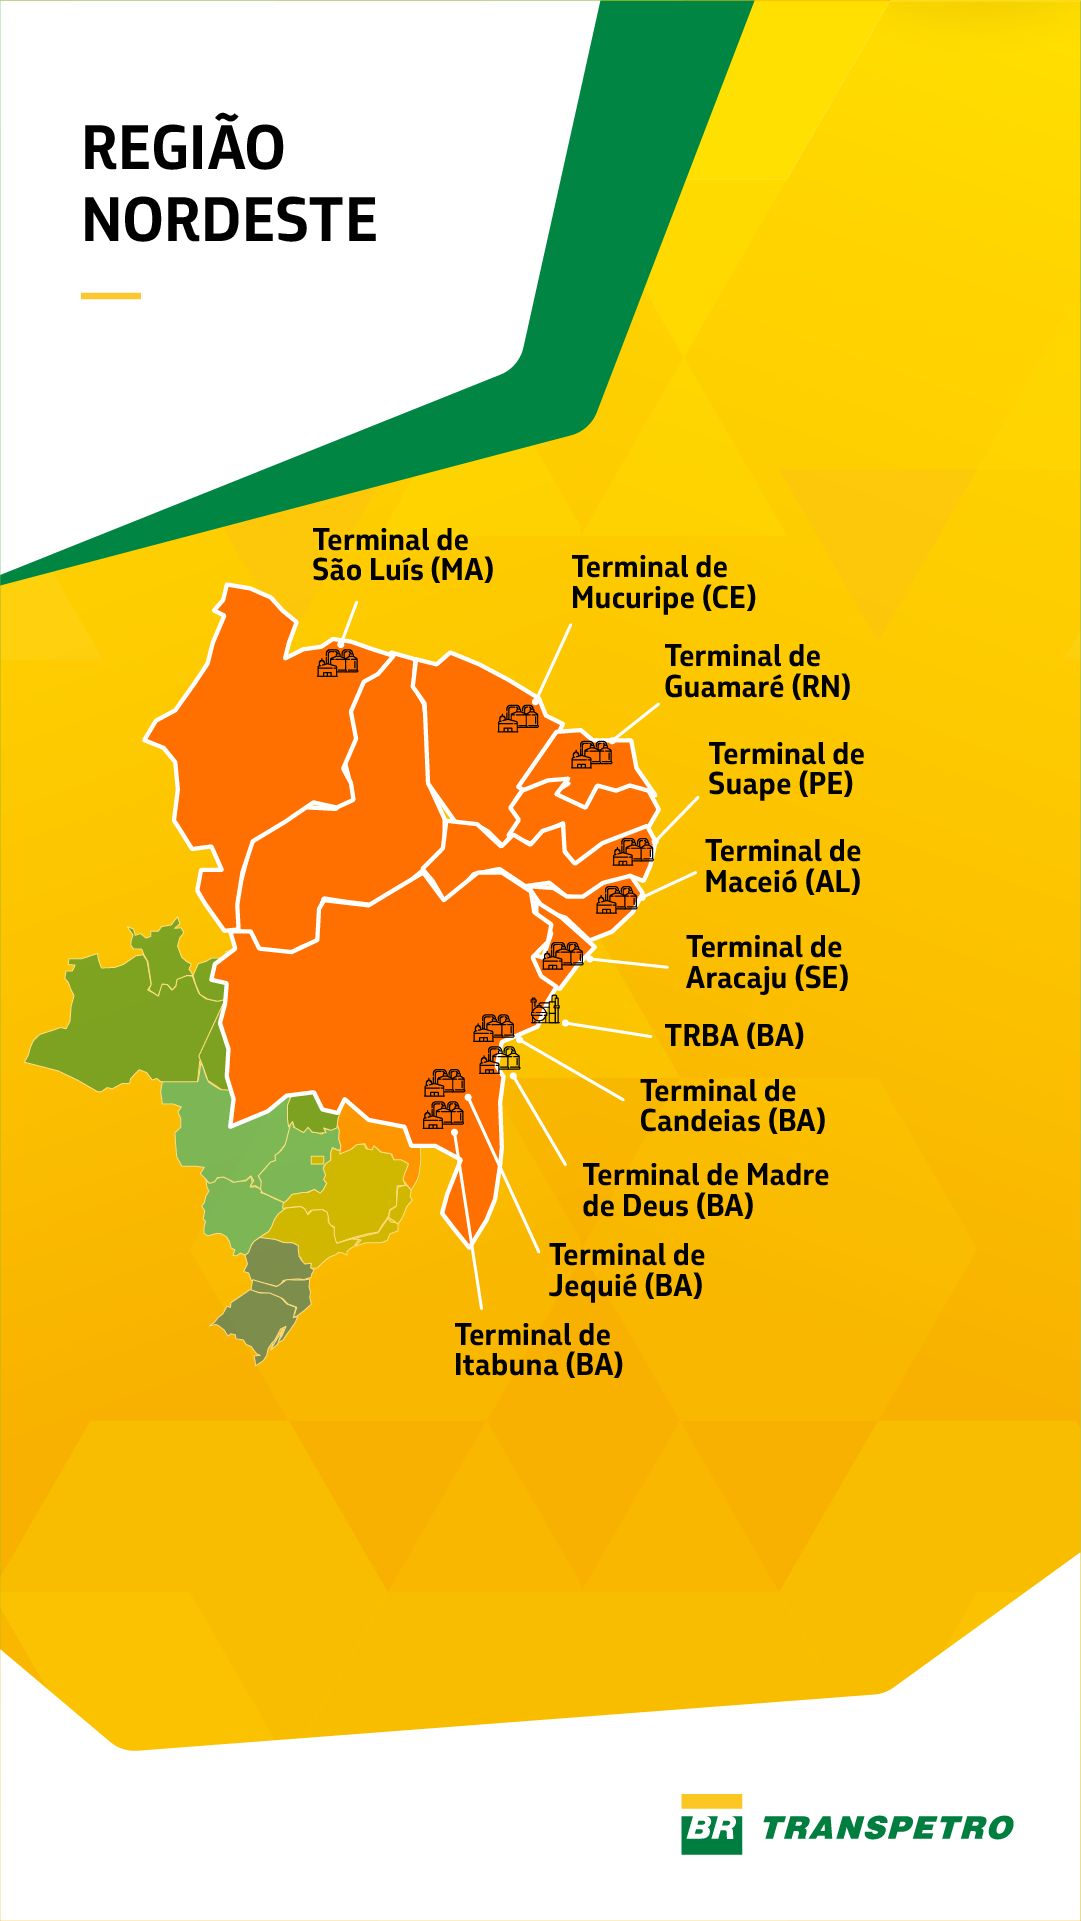 REGIÃO
NORDESTE
Terminal de
São Luís (MA)
Terminal de
Mucuripe (CE)
Terminal de
Guamaré (RN)
Terminal de
Suape (PE)
Terminal de
Maceió (AL)
Terminal de
Aracaju (SE)
TRBA (BA)
Terminal de
Candeias (BA)
Terminal de Madre
de Deus (BA)
Terminal de
Jequié (BA)
Terminal de
Itabuna (BA)
BR TRANSPETRO